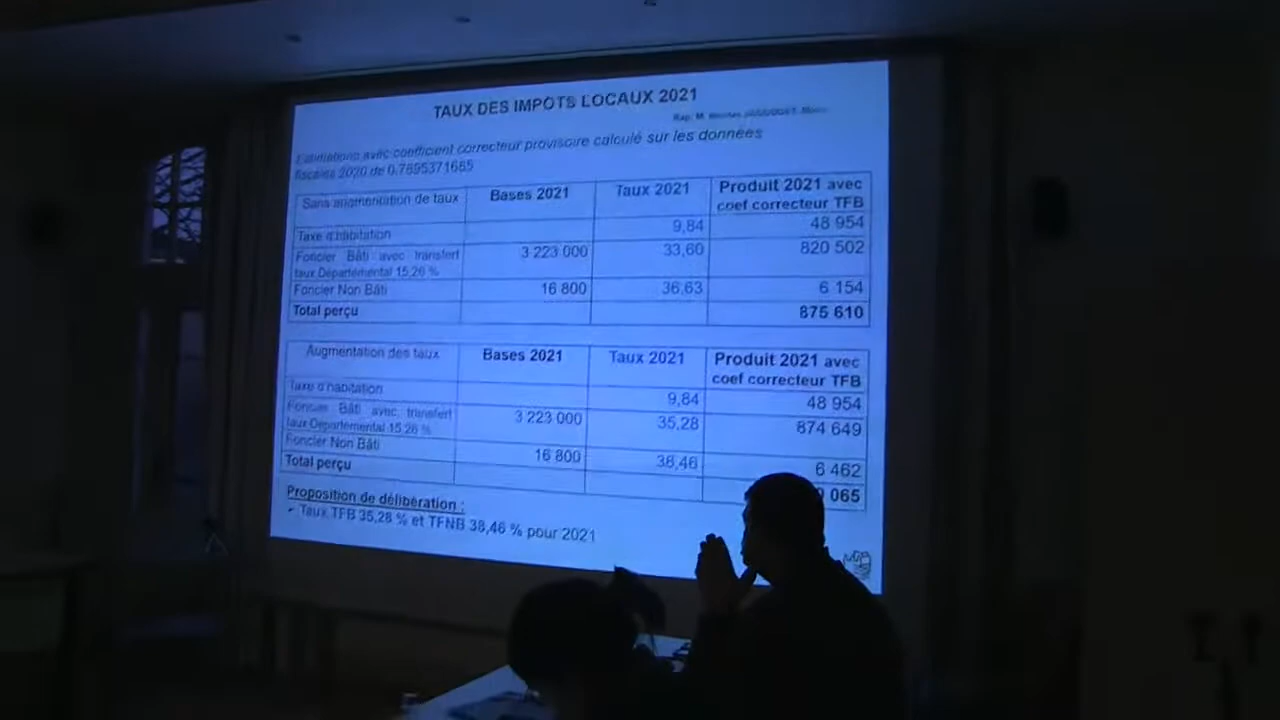 TAUX DES IMPÔTS LOCAUX 2021
Rap. M.
Estimations avec coefficient correcteur provisoire calculé sur les données
fiscales 2020 de 0.7895371685
Sans augmentation de taux Bases 2021 Taux 2021 Produit 2021 avec
coef correcteur TFB
Taxe d'habitation 9,84 48 954
Foncier Bâti avec transfert 3 223 000 33,60 820 502
taux Départemental 15,26 %
Foncier Non Bâti 16 800 36,63 6 154
Total perçu 875 610
Augmentation des taux Bases 2021 Taux 2021 Produit 2021 avec
coef correcteur TFB
Taxe d'habitation 9,84 48 954
Foncier Bâti avec transfert 3 223 000 35,28 874 649
taux Départemental 15,26 %
Foncier Non Bâti 16 800 38,46 6 462
Total perçu 065
Proposition de délibération :
- Taux TFB 35,28 % et TFNB 38,46 % pour 2021